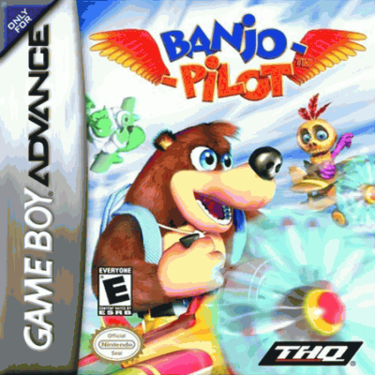 ONLY
FOR
GAME BOY ADVANCE
BANJO-
-PILOT
TM
EVERYONE
E
CONTENT RATED BY
ESRB
Official
Nintendo
Seal
THQ